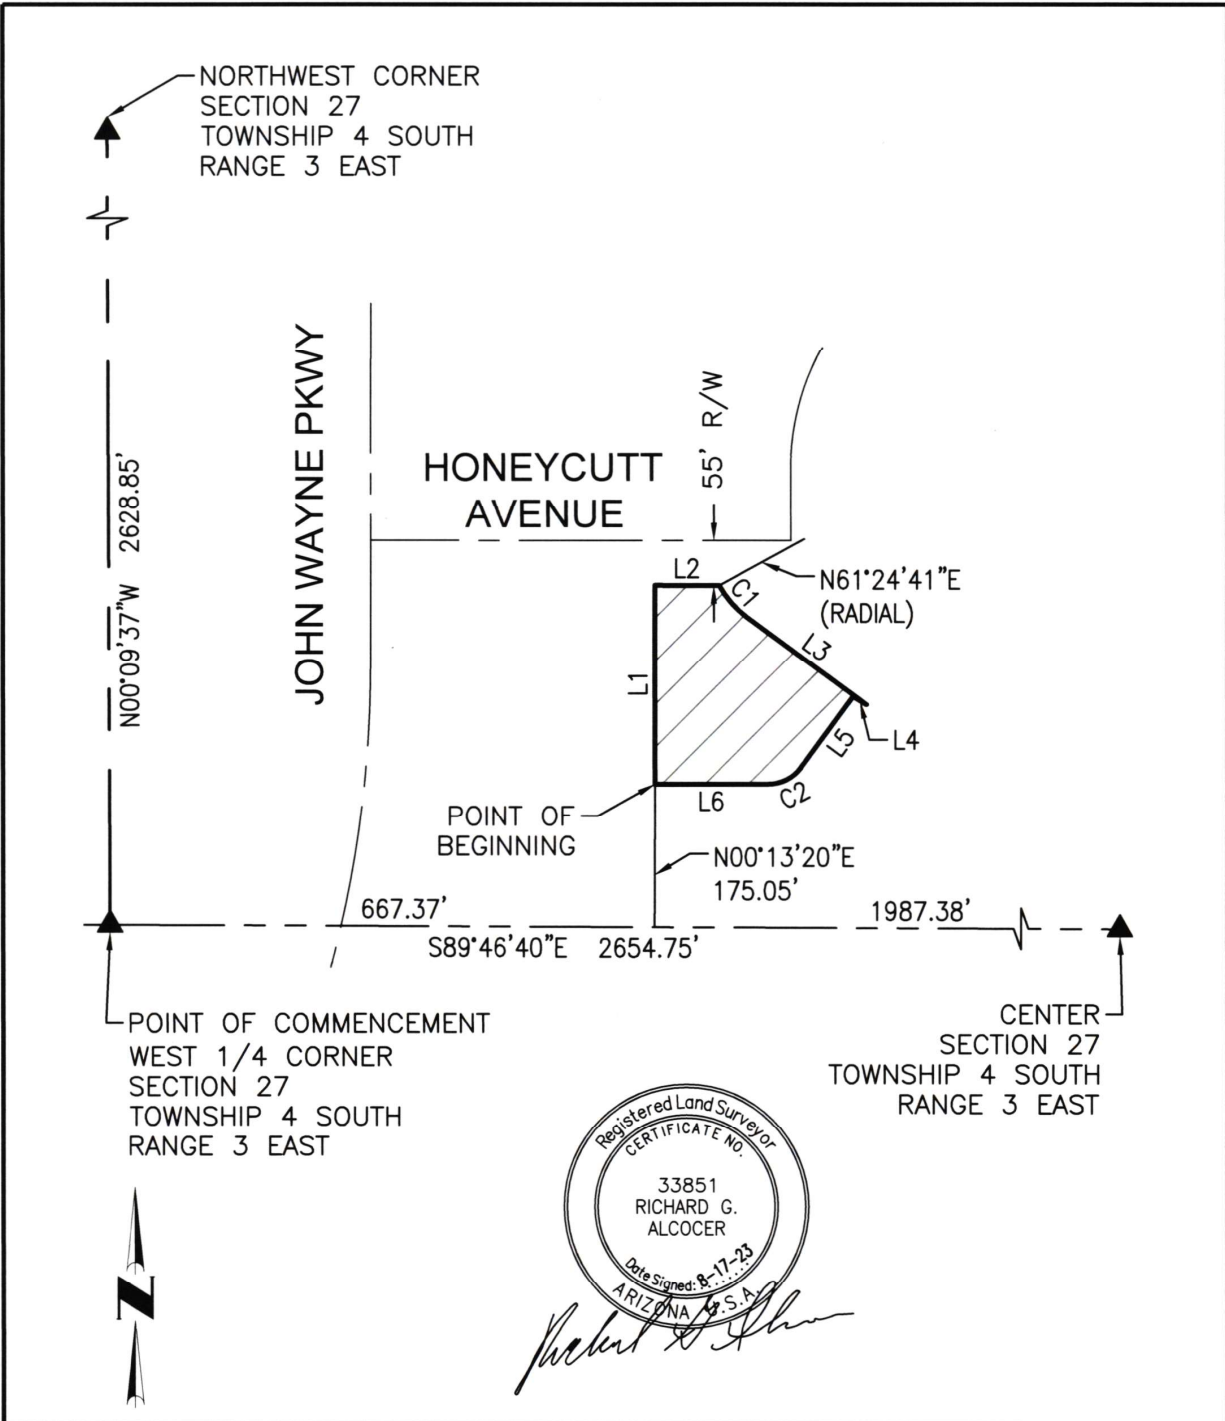 NORTHWEST CORNER
SECTION 27
TOWNSHIP 4 SOUTH
RANGE 3 EAST
N00°09'37"W 2628.85'
JOHN WAYNE PKWY
HONEYCUTT
AVENUE
55' R/W
L2
C1
N61°24'41"E
(RADIAL)
L3
L1
L4
L5
L6
C2
POINT OF
BEGINNING
N00°13'20"E
175.05'
667.37'
1987.38'
S89°46'40"E 2654.75'
POINT OF COMMENCEMENT
WEST 1/4 CORNER
SECTION 27
TOWNSHIP 4 SOUTH
RANGE 3 EAST
CENTER
SECTION 27
TOWNSHIP 4 SOUTH
RANGE 3 EAST
Registered Land Surveyor
CERTIFICATE NO.
33851
RICHARD G.
ALCOCER
Date Signed: 8-17-23
ARIZONA U.S.A.
N